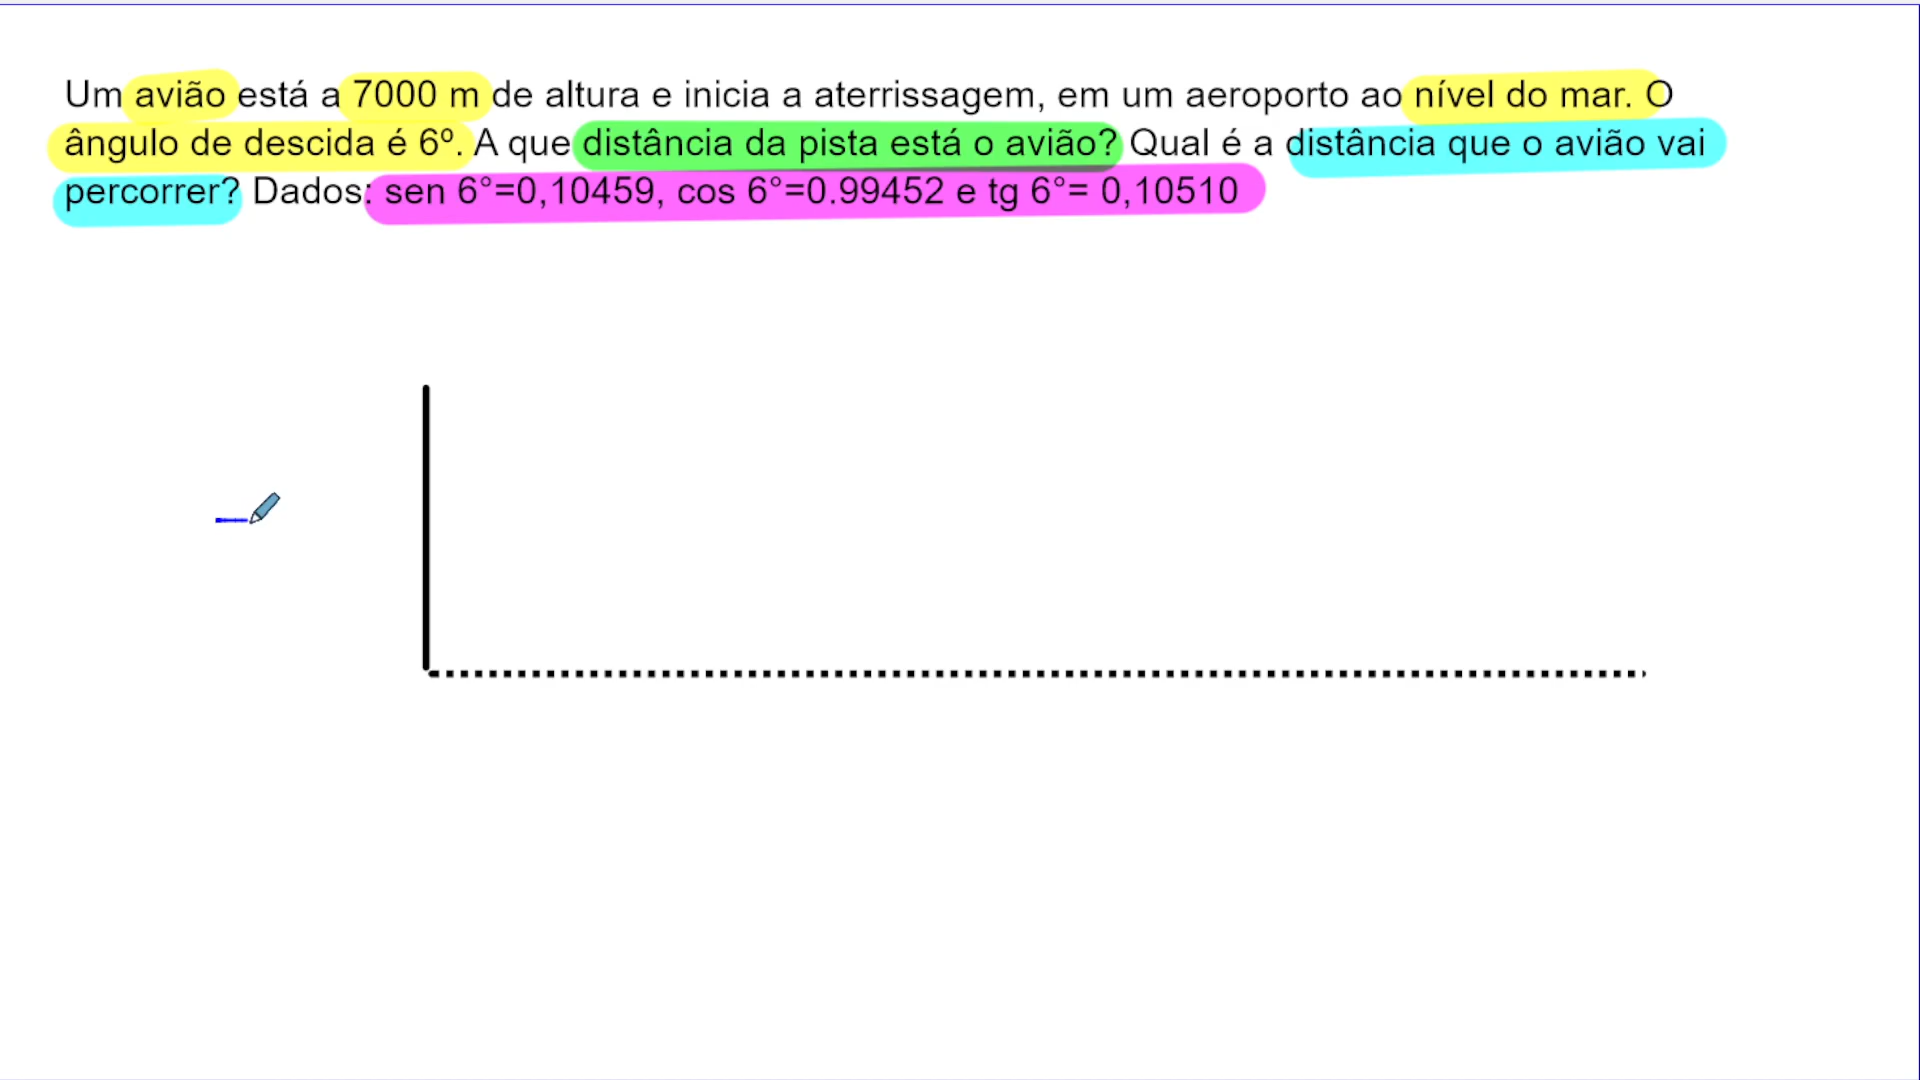 Um avião está a 7000 m de altura e inicia a aterrissagem, em um aeroporto ao nível do mar. O
ângulo de descida é 6º. A que distância da pista está o avião? Qual é a distância que o avião vai
percorrer? Dados: sen 6°=0,10459, cos 6°=0.99452 e tg 6°= 0,10510